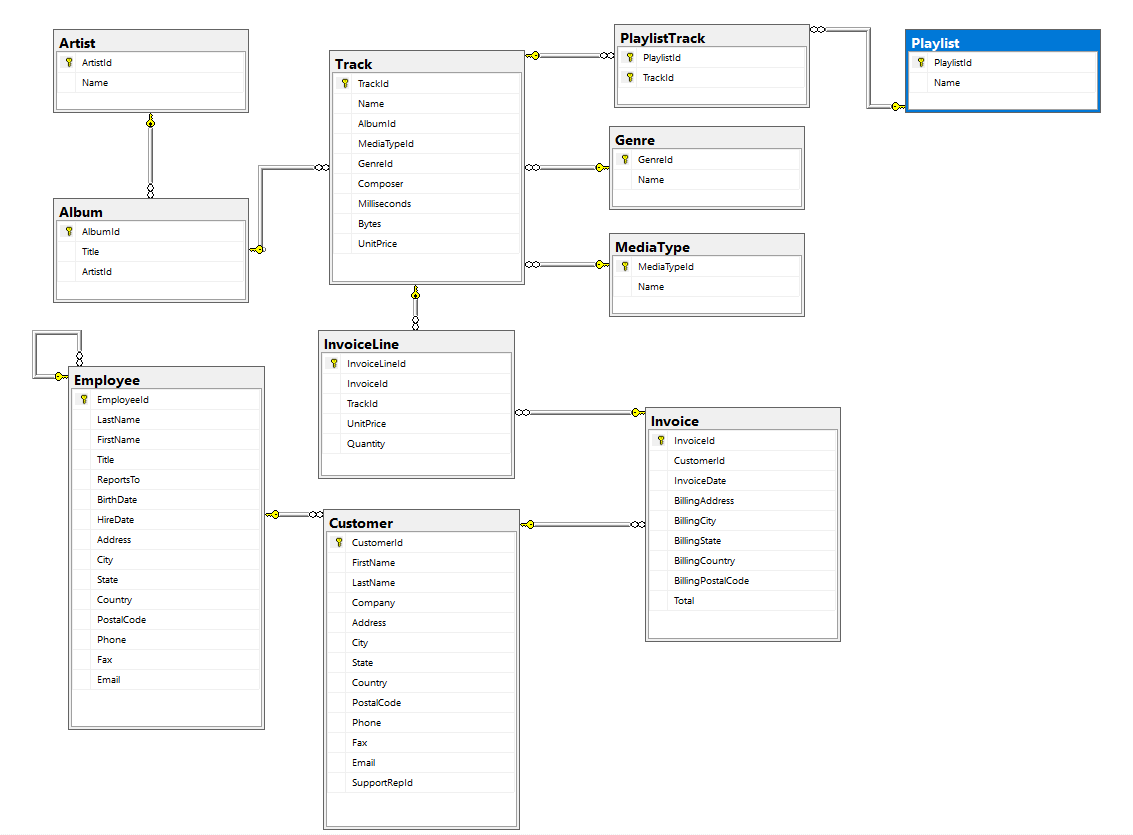 Artist
ArtistId
Name
Album
AlbumId
Title
ArtistId
Track
TrackId
Name
AlbumId
MediaTypeId
GenreId
Composer
Milliseconds
Bytes
UnitPrice
PlaylistTrack
PlaylistId
TrackId
Playlist
PlaylistId
Name
Genre
GenreId
Name
MediaType
MediaTypeId
Name
Employee
EmployeeId
LastName
FirstName
Title
ReportsTo
BirthDate
HireDate
Address
City
State
Country
PostalCode
Phone
Fax
Email
InvoiceLine
InvoiceLineId
InvoiceId
TrackId
UnitPrice
Quantity
Customer
CustomerId
FirstName
LastName
Company
Address
City
State
Country
PostalCode
Phone
Fax
Email
SupportRepId
Invoice
InvoiceId
CustomerId
InvoiceDate
BillingAddress
BillingCity
BillingState
BillingCountry
BillingPostalCode
Total